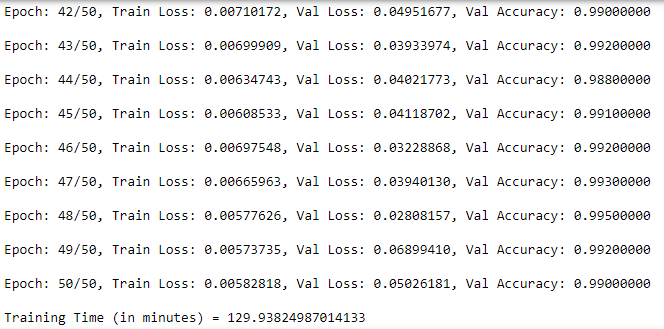 Epoch: 42/50, Train Loss: 0.00710172, Val Loss: 0.04951677, Val Accuracy: 0.99000000
Epoch: 43/50, Train Loss: 0.00699909, Val Loss: 0.03933974, Val Accuracy: 0.99200000
Epoch: 44/50, Train Loss: 0.00634743, Val Loss: 0.04021773, Val Accuracy: 0.98800000
Epoch: 45/50, Train Loss: 0.00608533, Val Loss: 0.04118702, Val Accuracy: 0.99100000
Epoch: 46/50, Train Loss: 0.00697548, Val Loss: 0.03228868, Val Accuracy: 0.99200000
Epoch: 47/50, Train Loss: 0.00665963, Val Loss: 0.03940130, Val Accuracy: 0.99300000
Epoch: 48/50, Train Loss: 0.00577626, Val Loss: 0.02808157, Val Accuracy: 0.99500000
Epoch: 49/50, Train Loss: 0.00573735, Val Loss: 0.06899410, Val Accuracy: 0.99200000
Epoch: 50/50, Train Loss: 0.00582818, Val Loss: 0.05026181, Val Accuracy: 0.99000000
Training Time (in minutes) = 129.93824987014133